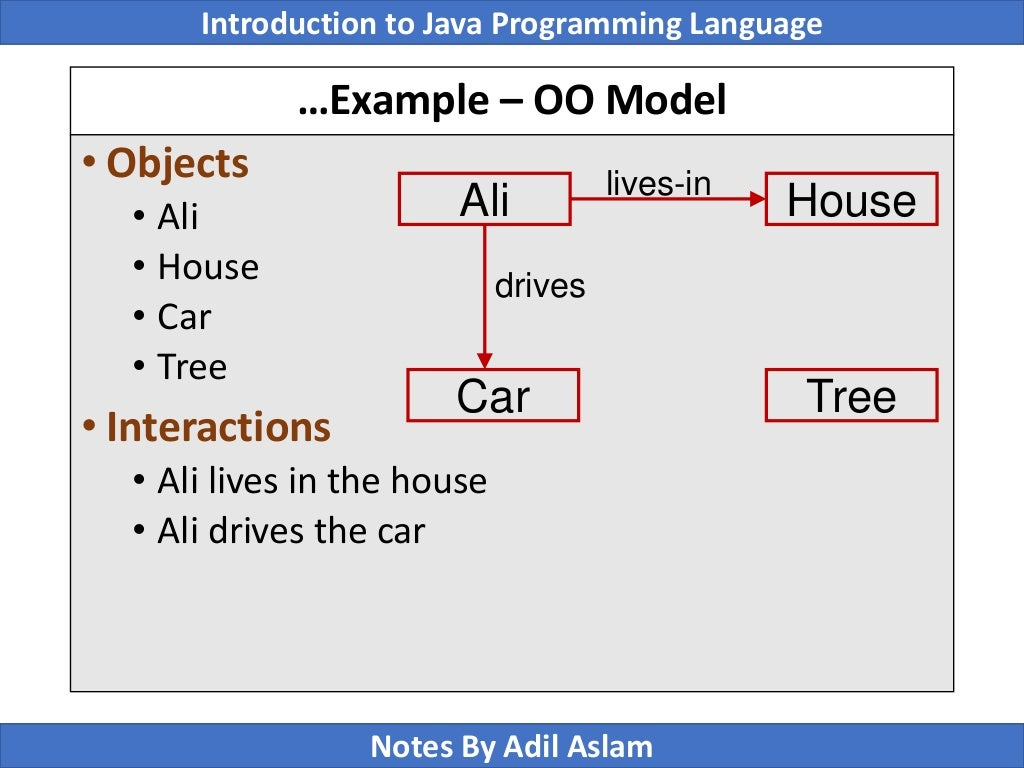 Introduction to Java Programming Language
…Example – OO Model
• Objects
• Ali
• House
• Car
• Tree
• Interactions
• Ali lives in the house
• Ali drives the car
Ali
lives-in
House
drives
Car
Tree
Notes By Adil Aslam